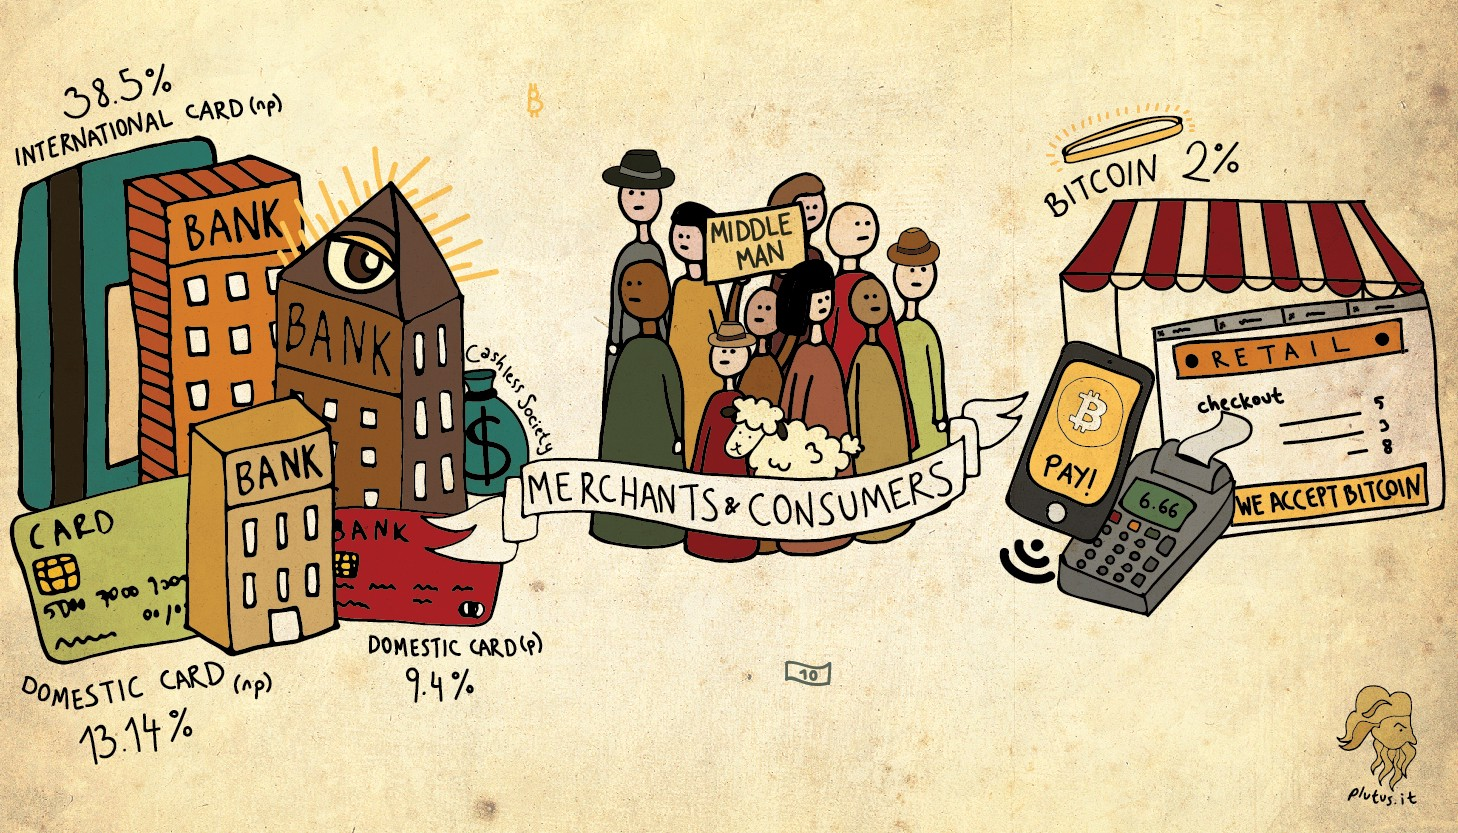 38.5%
INTERNATIONAL CARD (np)
BANK
BANK
Cashless Society
$
BANK
CARD
BANK
DOMESTIC CARD (np)
13.14%
DOMESTIC CARD (p)
9.4%
MIDDLE
MAN
MERCHANTS & CONSUMERS
10
BITCOIN 2%
RETAIL
checkout
5
3
8
WE ACCEPT BITCOIN
PAY!
6.66
plutus.it